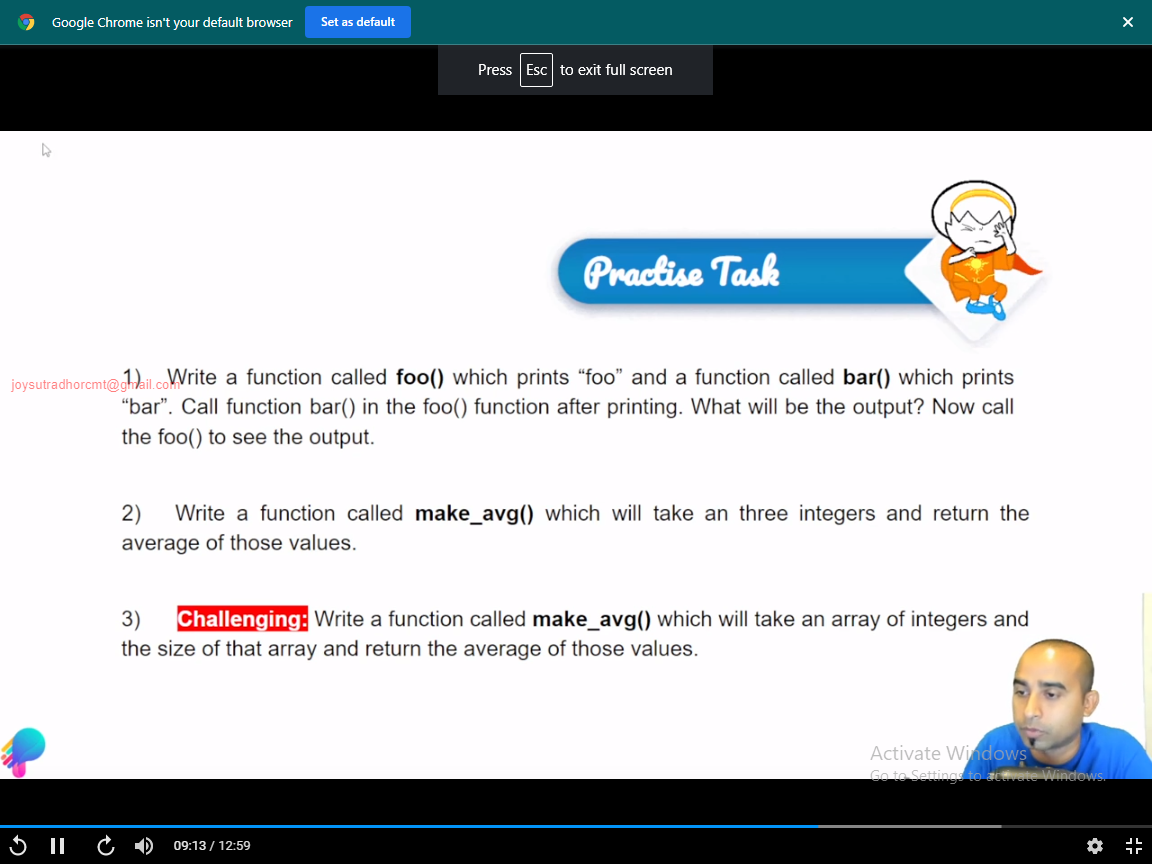 Google Chrome isn't your default browser Set as default
Press Esc to exit full screen
Practise Task
joysutradhorcmt@gmail.com
1) Write a function called foo() which prints “foo” and a function called bar() which prints
“bar”. Call function bar() in the foo() function after printing. What will be the output? Now call
the foo() to see the output.
2) Write a function called make_avg() which will take an three integers and return the
average of those values.
3) Challenging: Write a function called make_avg() which will take an array of integers and
the size of that array and return the average of those values.
Activate Windows
Go to Settings to activate Windows.
09:13 / 12:59